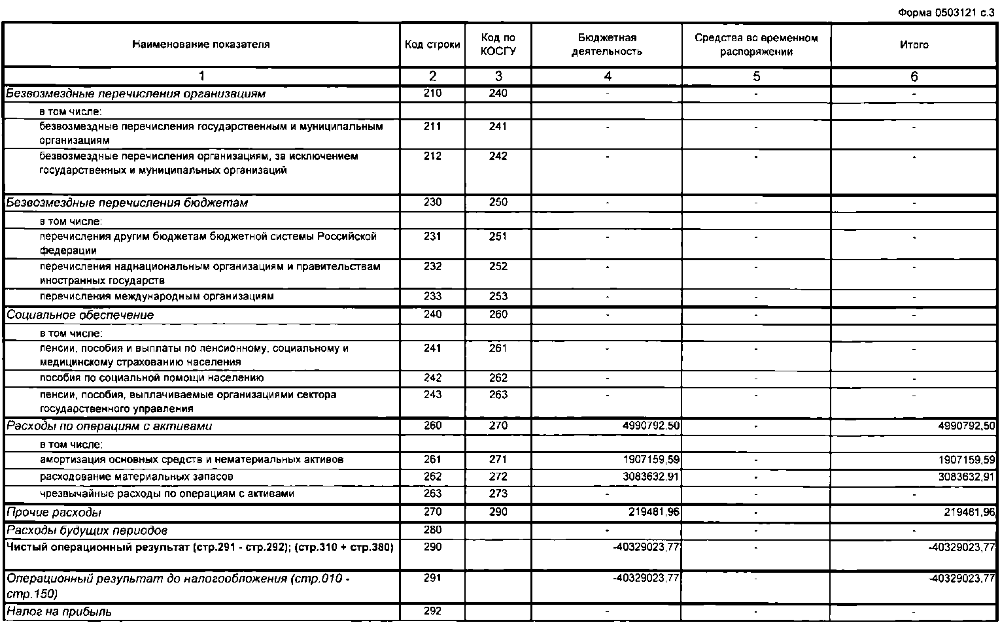 Форма 0503121 с.3
Наименование показателя Код строки Код по КОСГУ Бюджетная деятельность Средства во временном распоряжении Итого
1 2 3 4 5 6
Безвозмездные перечисления организациям 210 240 - - -
в том числе:
безвозмездные перечисления государственным и муниципальным 211 241 - - -
организациям
безвозмездные перечисления организациям, за исключением 212 242 - - -
государственных и муниципальных организаций
Безвозмездные перечисления бюджетам 230 250 - - -
в том числе:
перечисления другим бюджетам бюджетной системы Российской 231 251 - - -
федерации
перечисления наднациональным организациям и правительствам 232 252 - - -
иностранных государств
перечисления международным организациям 233 253 - - -
Социальное обеспечение 240 260 - - -
в том числе:
пенсии, пособия и выплаты по пенсионному, социальному и 241 261 - - -
медицинскому страхованию населения
пособия по социальной помощи населению 242 262 - - -
пенсии, пособия, выплачиваемые организациями сектора 243 263 - - -
государственного управления
Расходы по операциям с активами 260 270 4990792,50 - 4990792,50
в том числе:
амортизация основных средств и нематериальных активов 261 271 1907159,59 - 1907159,59
расходование материальных запасов 262 272 3083632,91 - 3083632,91
чрезвычайные расходы по операциям с активами 263 273 - - -
Прочие расходы 270 290 219481,96 - 219481,96
Расходы будущих периодов 280 - - -
Чистый операционный результат (стр.291 - стр.292); (стр.310 + стр.380) 290 -40329023,77 - -40329023,77
Операционный результат до налогообложения (стр.010 - 291 -40329023,77 - -40329023,77
стр.150)
Налог на прибыль 292 - - -